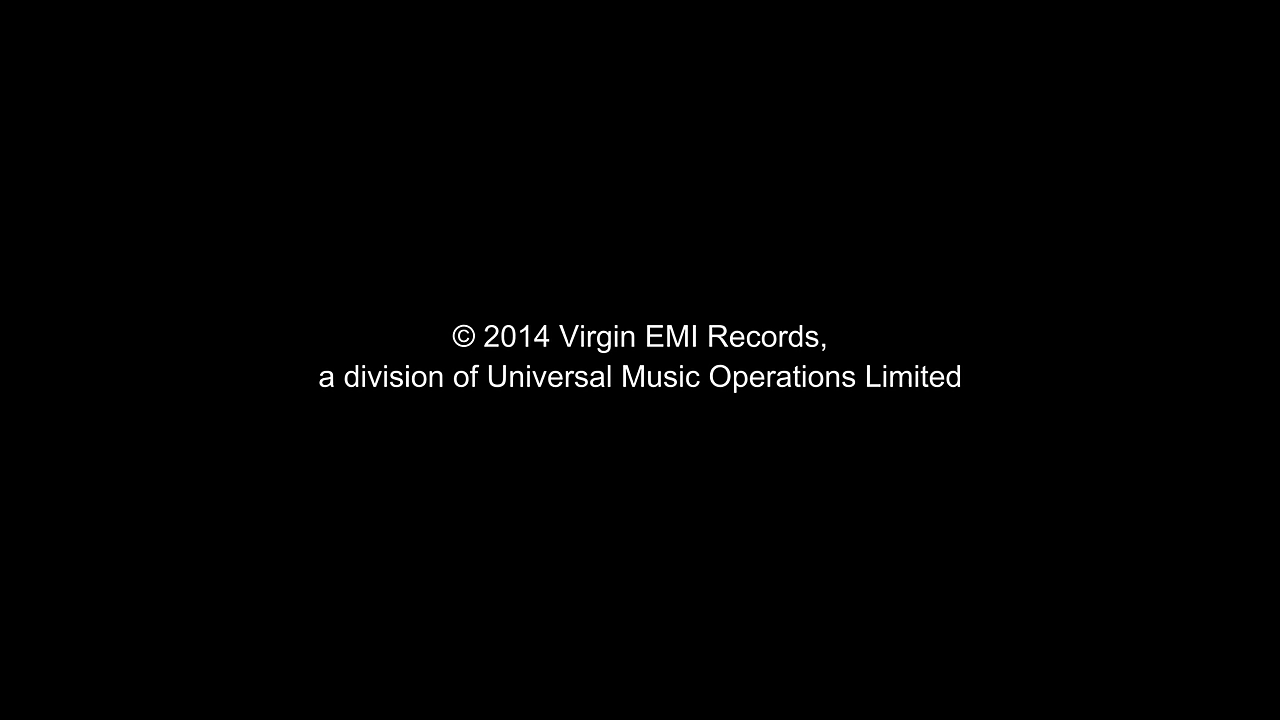 © 2014 Virgin EMI Records,
a division of Universal Music Operations Limited